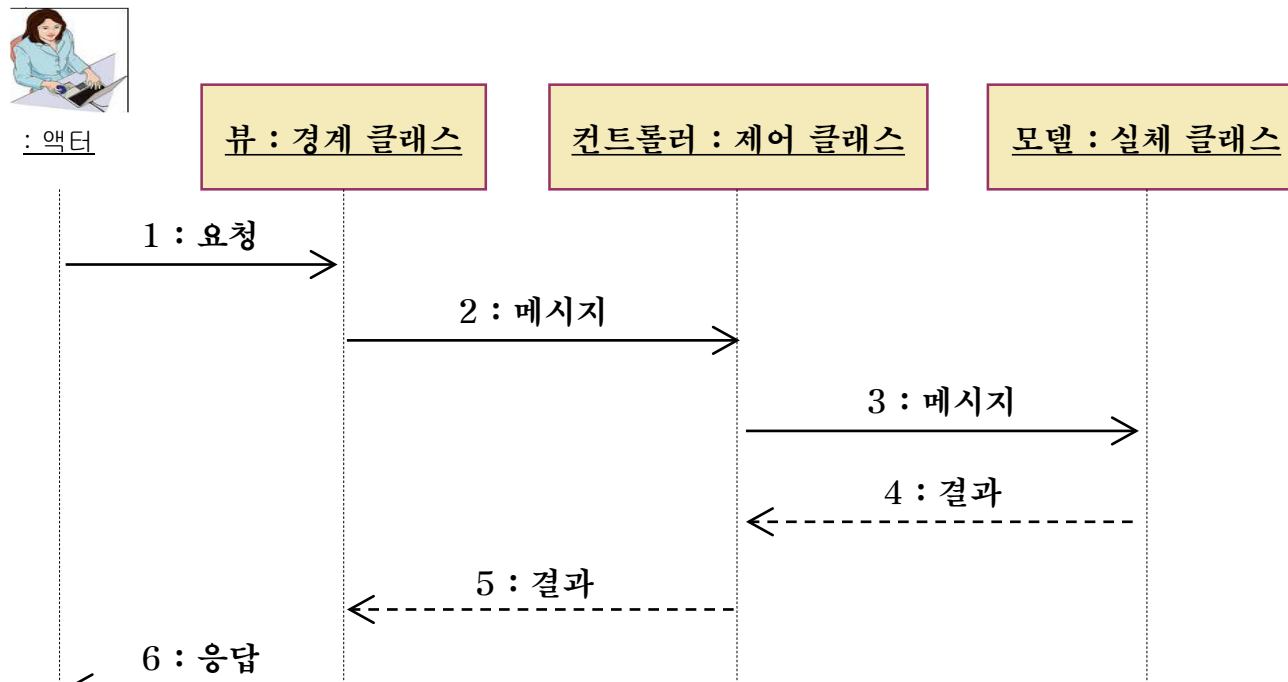 : 액터
뷰 : 경계 클래스
컨트롤러 : 제어 클래스
모델 : 실체 클래스
1 : 요청
2 : 메시지
3 : 메시지
4 : 결과
5 : 결과
6 : 응답